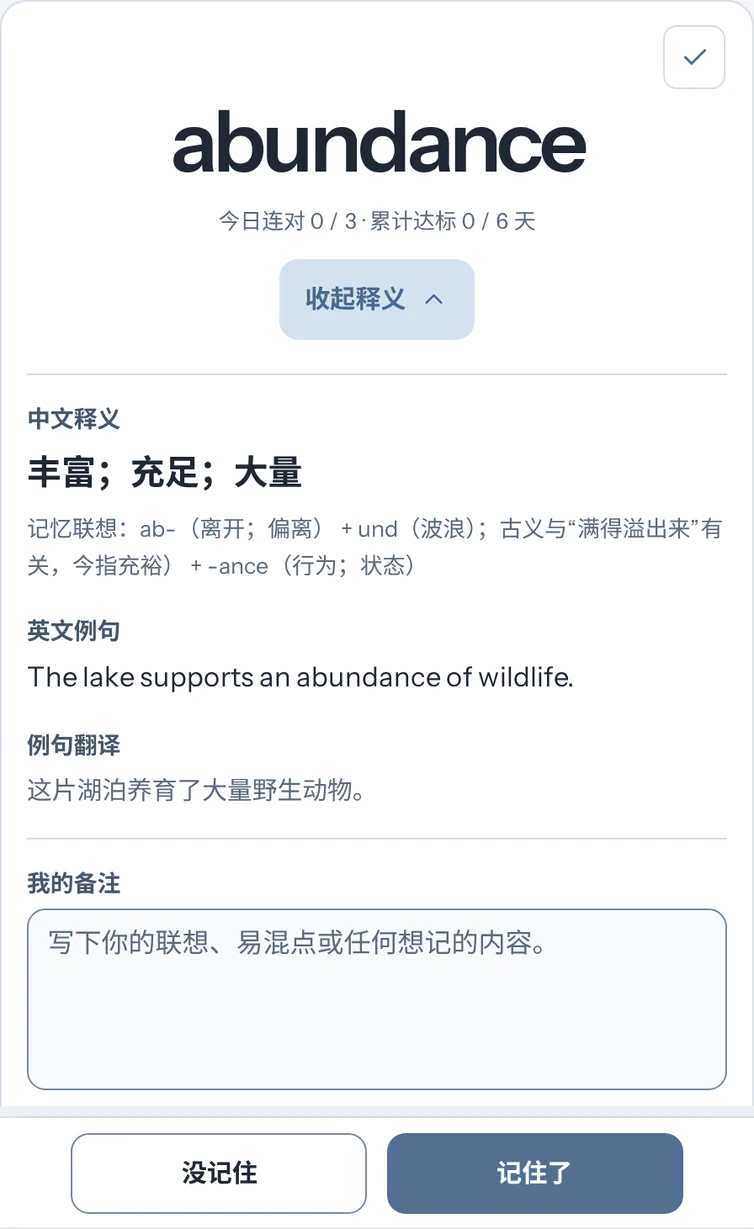 abundance
今日连对 0 / 3 · 累计达标 0 / 6 天
收起释义
中文释义
丰富；充足；大量
记忆联想：ab-（离开；偏离） + und（波浪）；古义与“满得溢出来”有
关，今指充裕） + -ance（行为；状态）
英文例句
The lake supports an abundance of wildlife.
例句翻译
这片湖泊养育了大量野生动物。
我的备注
写下你的联想、易混点或任何想记的内容。
没记住
记住了